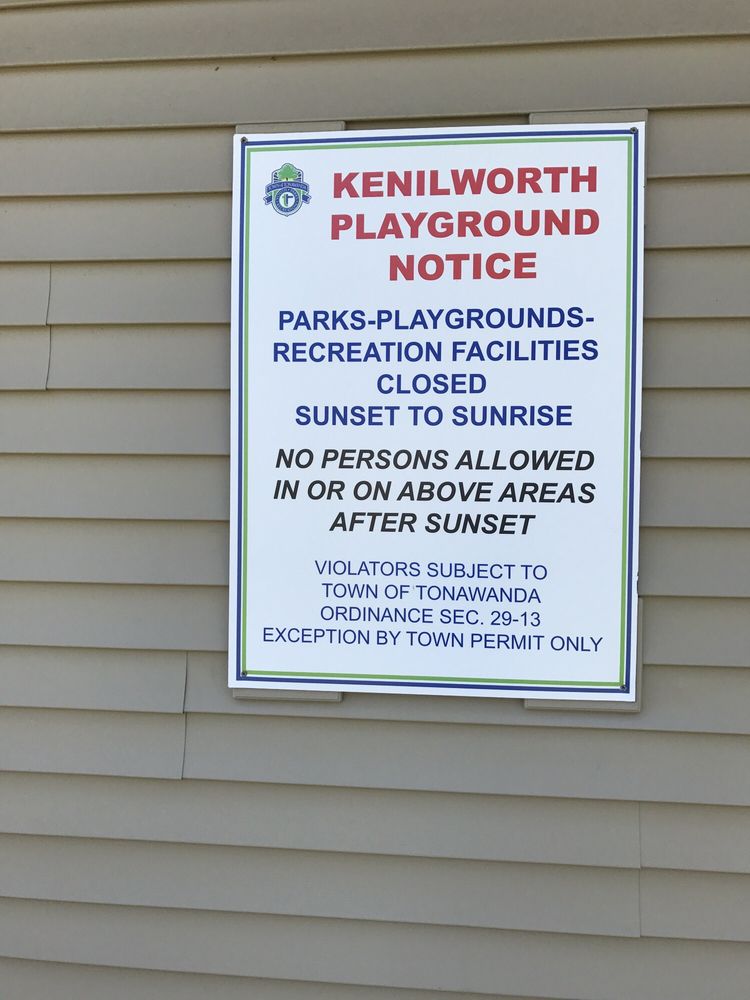 KENILWORTH
PLAYGROUND
NOTICE
PARKS-PLAYGROUNDS-
RECREATION FACILITIES
CLOSED
SUNSET TO SUNRISE
NO PERSONS ALLOWED
IN OR ON ABOVE AREAS
AFTER SUNSET
VIOLATORS SUBJECT TO
TOWN OF TONAWANDA
ORDINANCE SEC. 29-13
EXCEPTION BY TOWN PERMIT ONLY